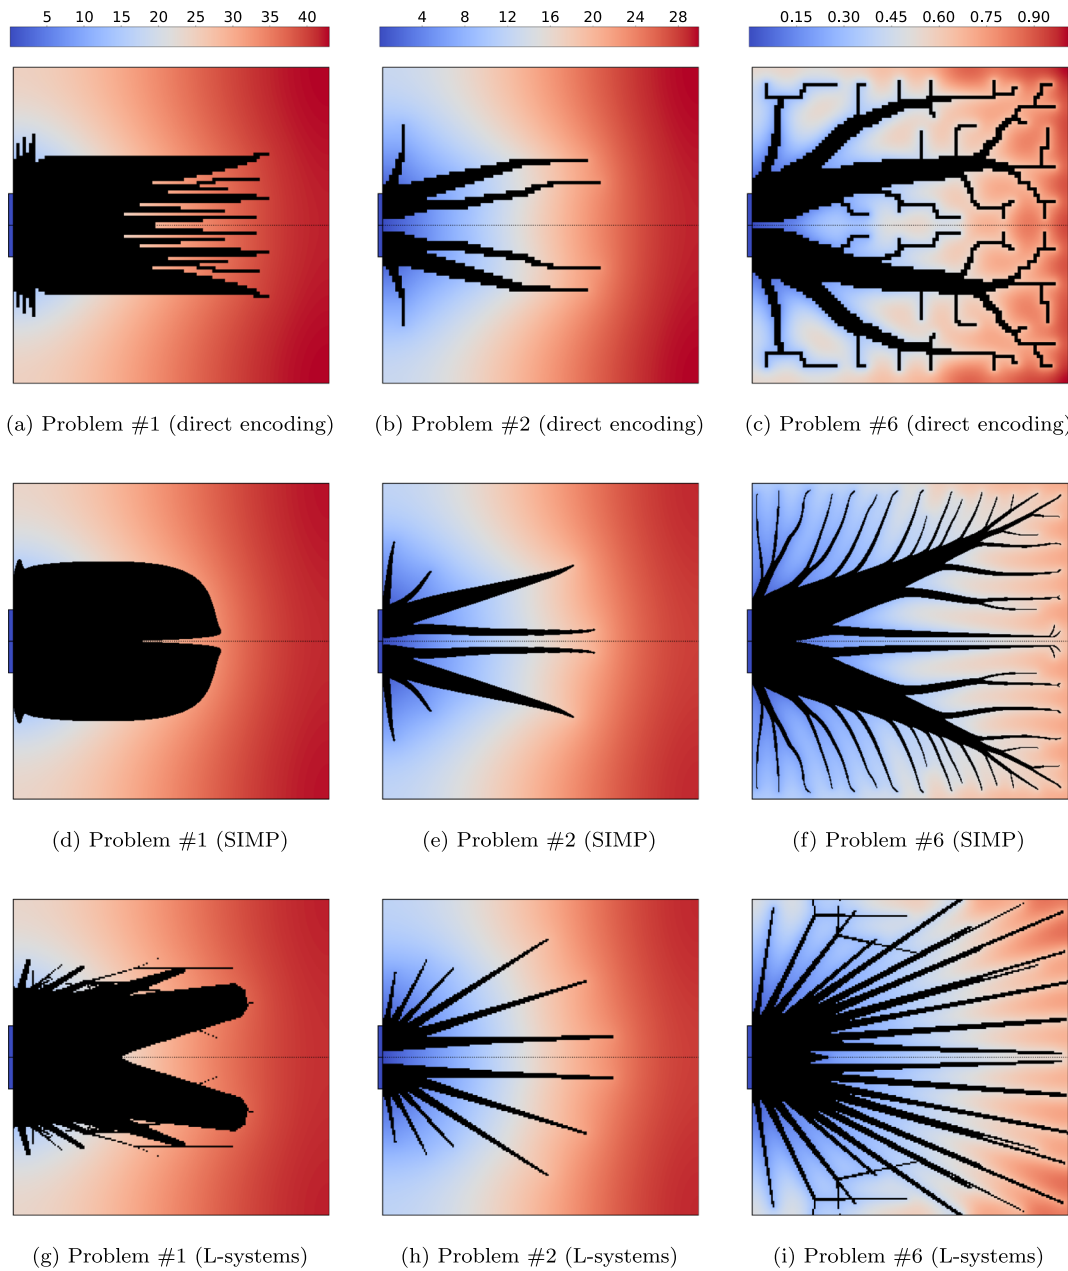 5 10 15 20 25 30 35 40
4 8 12 16 20 24 28
0.15 0.30 0.45 0.60 0.75 0.90
(a) Problem #1 (direct encoding)
(b) Problem #2 (direct encoding)
(c) Problem #6 (direct encoding)
(d) Problem #1 (SIMP)
(e) Problem #2 (SIMP)
(f) Problem #6 (SIMP)
(g) Problem #1 (L-systems)
(h) Problem #2 (L-systems)
(i) Problem #6 (L-systems)